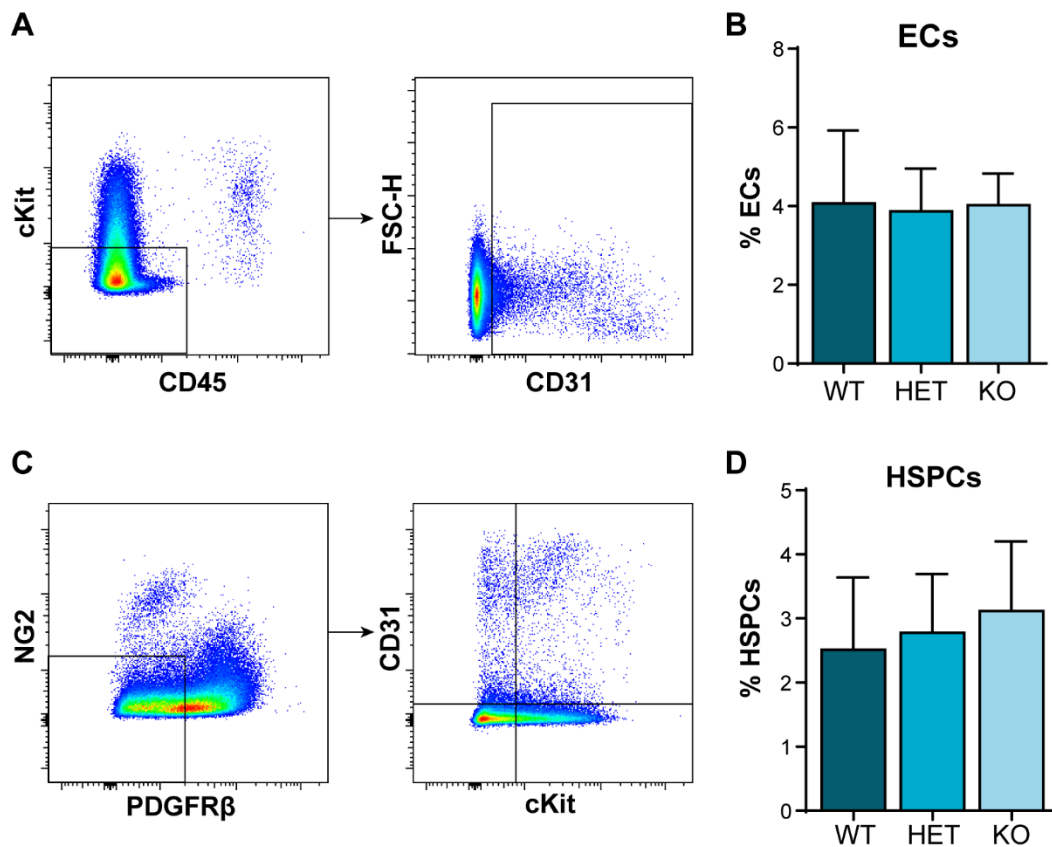 A
cKit
CD45
FSC-H
CD31
B
ECs
% ECs
8
6
4
2
0
WT HET KO
C
NG2
PDGFRβ
CD31
cKit
D
HSPCs
% HSPCs
5
4
3
2
1
0
WT HET KO